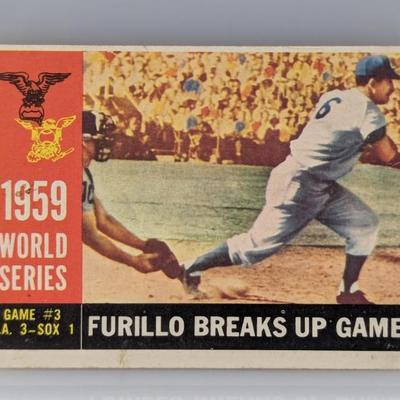 1959
WORLD
SERIES
GAME #3
.A. 3-SOX 1
FURILLO BREAKS UP GAME
6